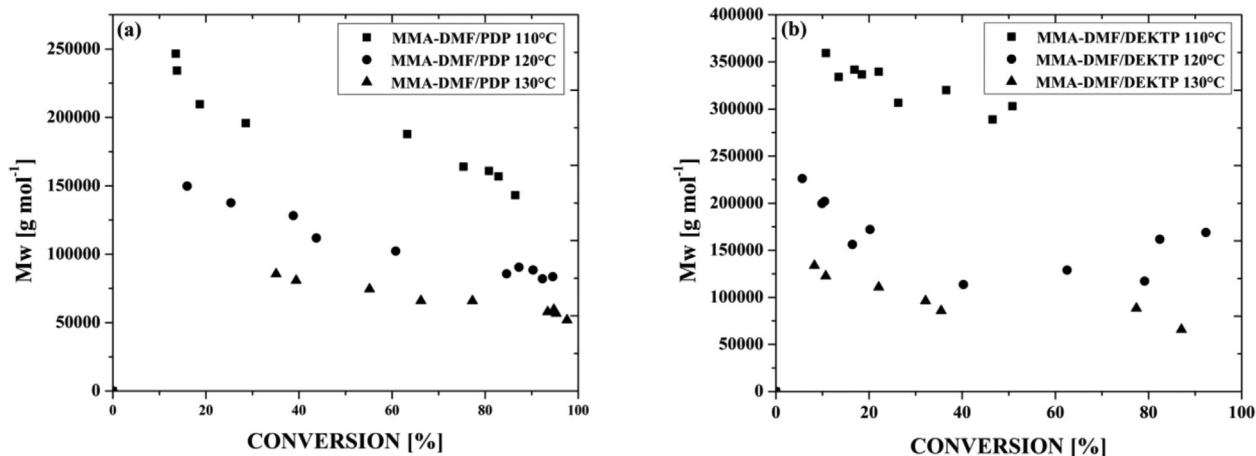 (a)
MMA-DMF/PDP 110°C
MMA-DMF/PDP 120°C
MMA-DMF/PDP 130°C
Mw [g mol⁻¹]
250000
200000
150000
100000
50000
0
0 20 40 60 80 100
CONVERSION [%]
(b)
MMA-DMF/DEKTP 110°C
MMA-DMF/DEKTP 120°C
MMA-DMF/DEKTP 130°C
Mw [g mol⁻¹]
400000
350000
300000
250000
200000
150000
100000
50000
0
0 20 40 60 80 100
CONVERSION [%]